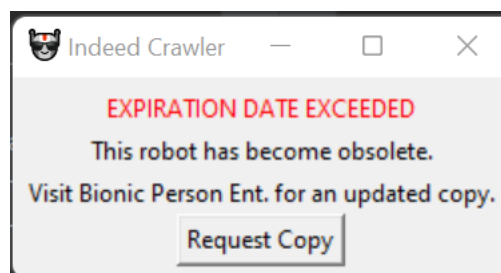 Indeed Crawler
EXPIRATION DATE EXCEEDED
This robot has become obsolete.
Visit Bionic Person Ent. for an updated copy.
Request Copy